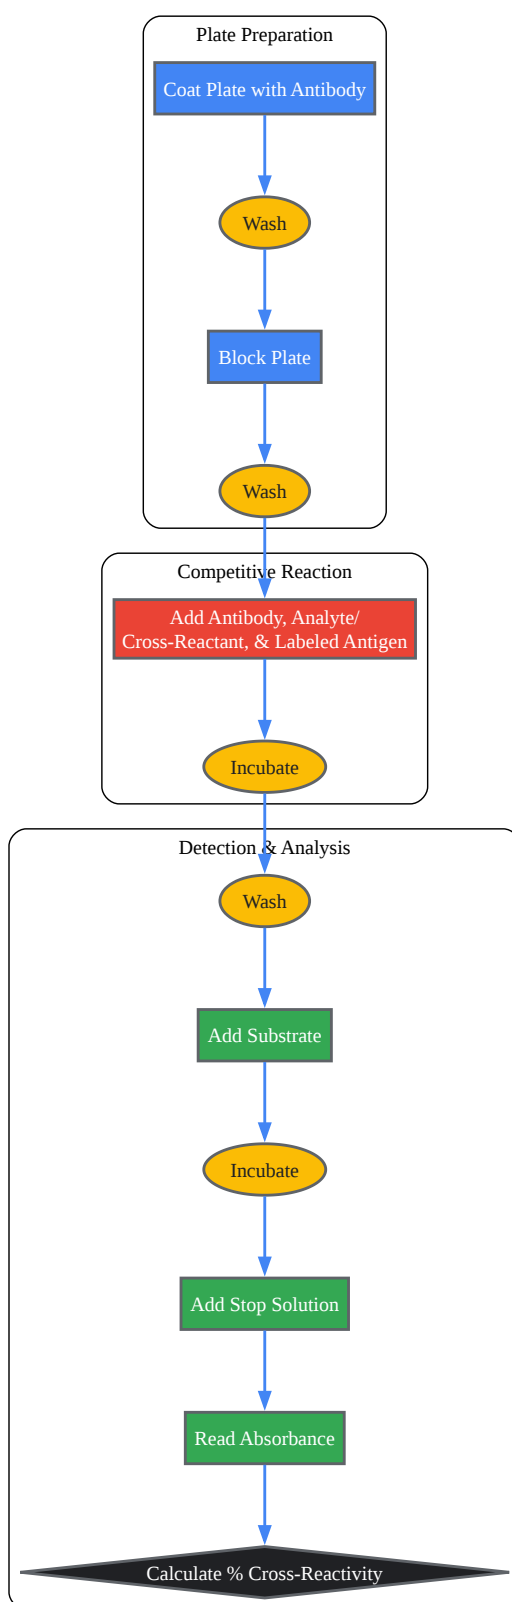 Plate Preparation
Coat Plate with Antibody
Wash
Block Plate
Wash
Competitive Reaction
Add Antibody, Analyte/
Cross-Reactant, & Labeled Antigen
Incubate
Detection & Analysis
Wash
Add Substrate
Incubate
Add Stop Solution
Read Absorbance
Calculate % Cross-Reactivity